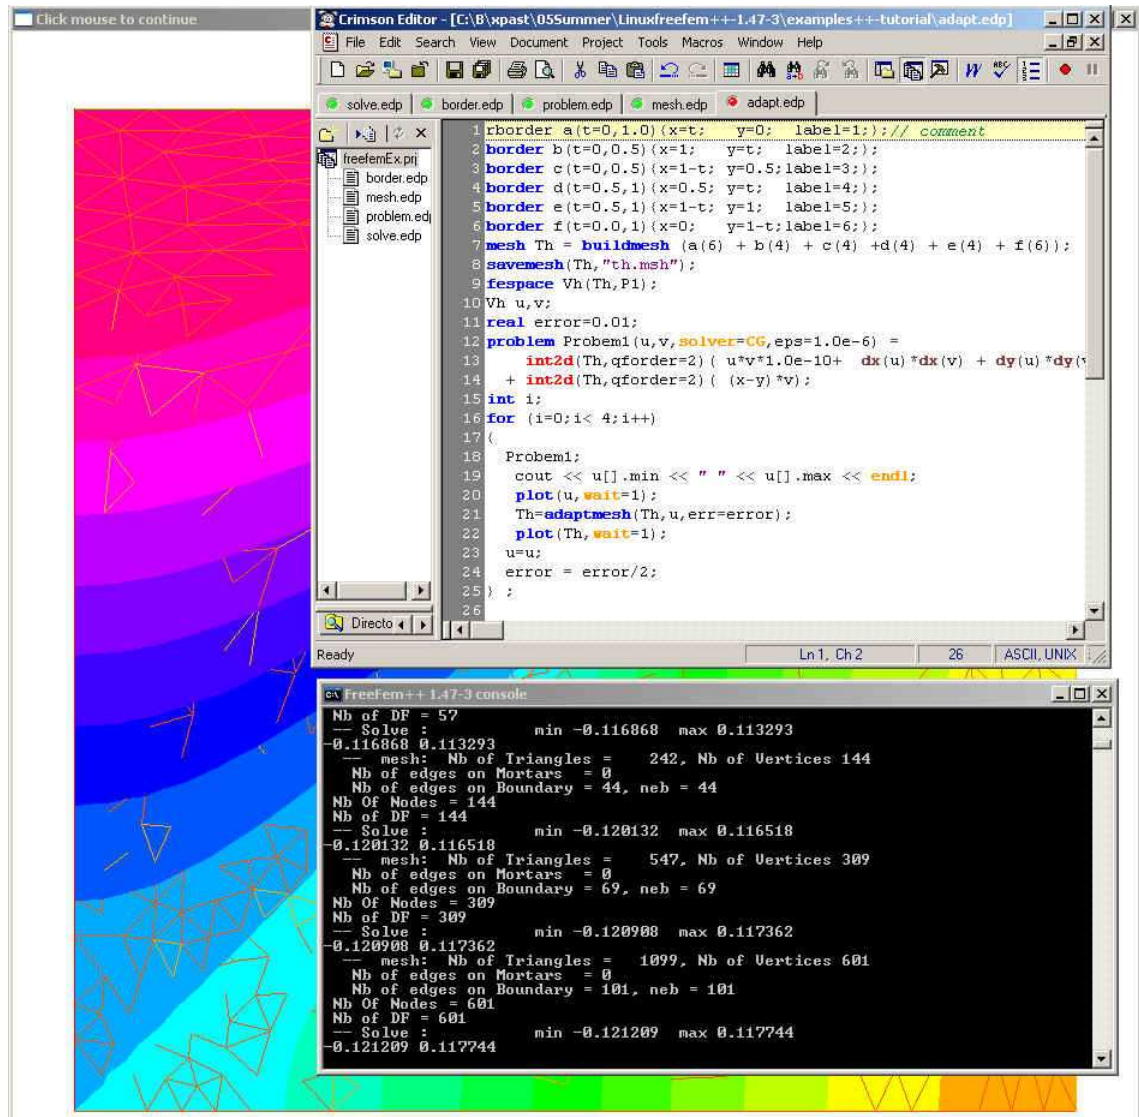 Click mouse to continue
Crimson Editor - [C:\8\xpast\05Summer\Linuxfreefem++-1.47-3\examples++-tutorial\adapt.edp]
File Edit Search View Document Project Tools Macros Window Help
solve.edp border.edp problem.edp mesh.edp adapt.edp
freefemEx.prj
border.edp
mesh.edp
problem.edp
solve.edp
Directo
1 rborder a(t=0,1.0){x=t; y=0; label=1;};// comment
2 border b(t=0,0.5){x=1; y=t; label=2;};
3 border c(t=0,0.5){x=1-t; y=0.5;label=3;};
4 border d(t=0.5,1){x=0.5; y=t; label=4;};
5 border e(t=0.5,1){x=1-t; y=1; label=5;};
6 border f(t=0.0,1){x=0; y=1-t;label=6;};
7 mesh Th = buildmesh (a(6) + b(4) + c(4) +d(4) + e(4) + f(6));
8 savemesh(Th,"th.msh");
9 fespace Vh(Th,P1);
10 Vh u,v;
11 real error=0.01;
12 problem Probem1(u,v,solver=CG,eps=1.0e-6) =
13 int2d(Th,qforder=2)( u*v*1.0e-10+ dx(u)*dx(v) + dy(u)*dy(v
14 + int2d(Th,qforder=2)( (x-y)*v);
15 int i;
16 for (i=0;i< 4;i++)
17 {
18 Probem1;
19 cout << u[].min << " " << u[].max << endl;
20 plot(u,wait=1);
21 Th=adaptmesh(Th,u,err=error);
22 plot(Th,wait=1);
23 u=u;
24 error = error/2;
25 } ;
26
Ready Ln 1, Ch 2 26 ASCII, UNIX
FreeFem++ 1.47-3 console
Nb of DF = 57
-- Solve : min -0.116868 max 0.113293
-0.116868 0.113293
-- mesh: Nb of Triangles = 242, Nb of Vertices 144
Nb of edges on Mortars = 0
Nb of edges on Boundary = 44, neb = 44
Nb Of Nodes = 144
Nb of DF = 144
-- Solve : min -0.120132 max 0.116518
-0.120132 0.116518
-- mesh: Nb of Triangles = 547, Nb of Vertices 309
Nb of edges on Mortars = 0
Nb of edges on Boundary = 69, neb = 69
Nb Of Nodes = 309
Nb of DF = 309
-- Solve : min -0.120908 max 0.117362
-0.120908 0.117362
-- mesh: Nb of Triangles = 1099, Nb of Vertices 601
Nb of edges on Mortars = 0
Nb of edges on Boundary = 101, neb = 101
Nb Of Nodes = 601
Nb of DF = 601
-- Solve : min -0.121209 max 0.117744
-0.121209 0.117744